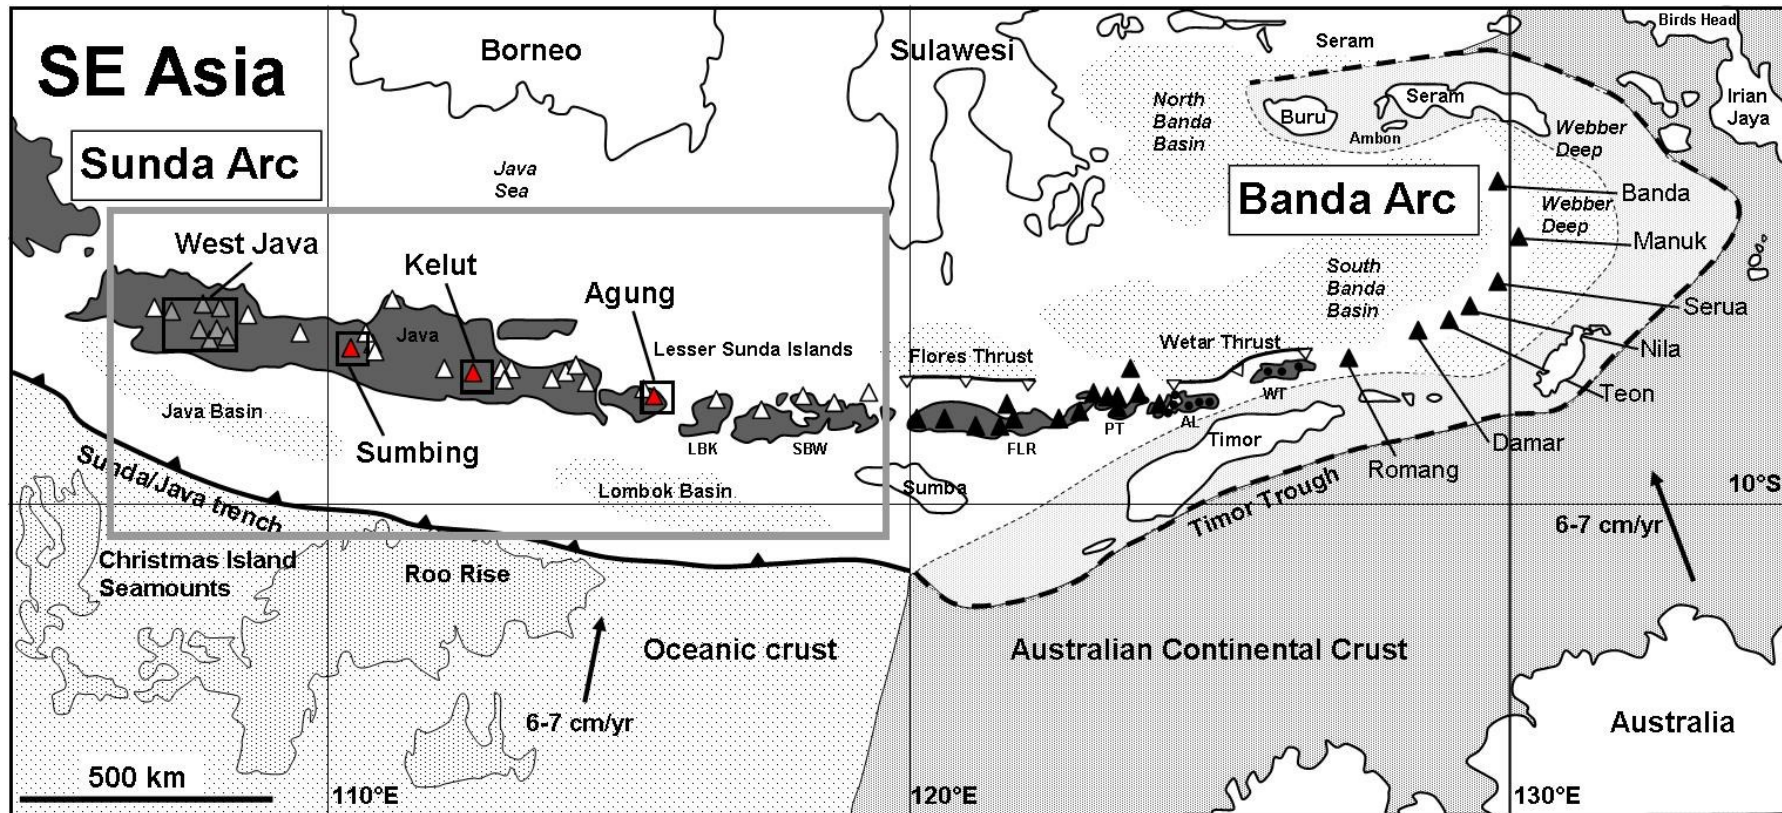 SE Asia
Borneo
Sulawesi
Seram
Birds Head
Sunda Arc
Java
Sea
North
Banda
Basin
Buru
Seram
Ambon
Webber
Deep
Irian
Jaya
Banda Arc
Banda
Webber
Deep
Manuk
West Java
Kelut
Agung
South
Banda
Basin
Serua
Java
Lesser Sunda Islands
Flores Thrust
Wetar Thrust
Nila
Teon
WT
Java Basin
Sumbing
LBK
SBW
FLR
PT
AL
Timor
Damar
Romang
Sunda/Java trench
Lombok Basin
Sumba
Timor Trough
10°S
6-7 cm/yr
Christmas Island
Seamounts
Roo Rise
Oceanic crust
Australian Continental Crust
6-7 cm/yr
Australia
500 km
110°E
120°E
130°E